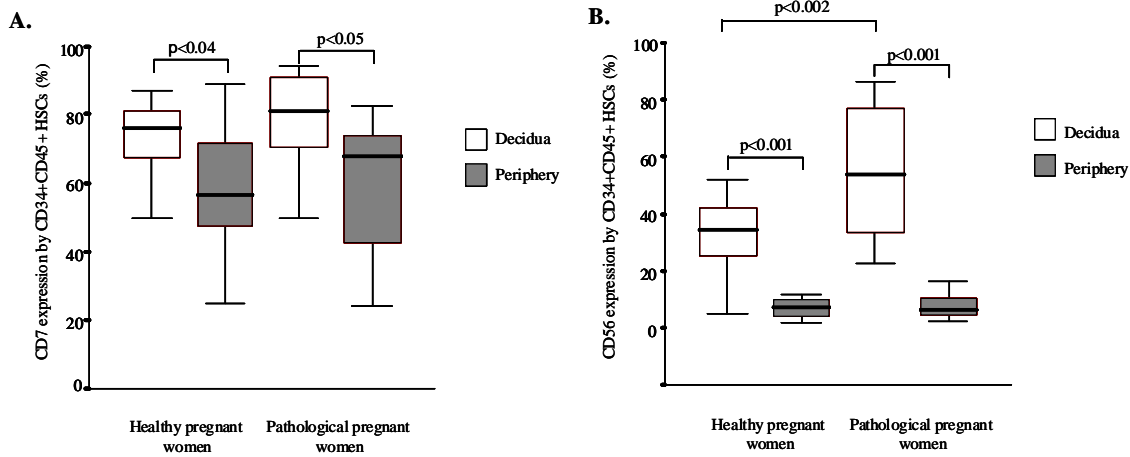 A.
CD7 expression by CD34+CD45+ HSCs (%)
100
80
60
40
20
0
p<0.04
p<0.05
Decidua
Periphery
Healthy pregnant
women
Pathological pregnant
women
B.
CD56 expression by CD34+CD45+ HSCs (%)
100
80
60
40
20
0
p<0.002
p<0.001
p<0.001
Decidua
Periphery
Healthy pregnant
women
Pathological pregnant
women